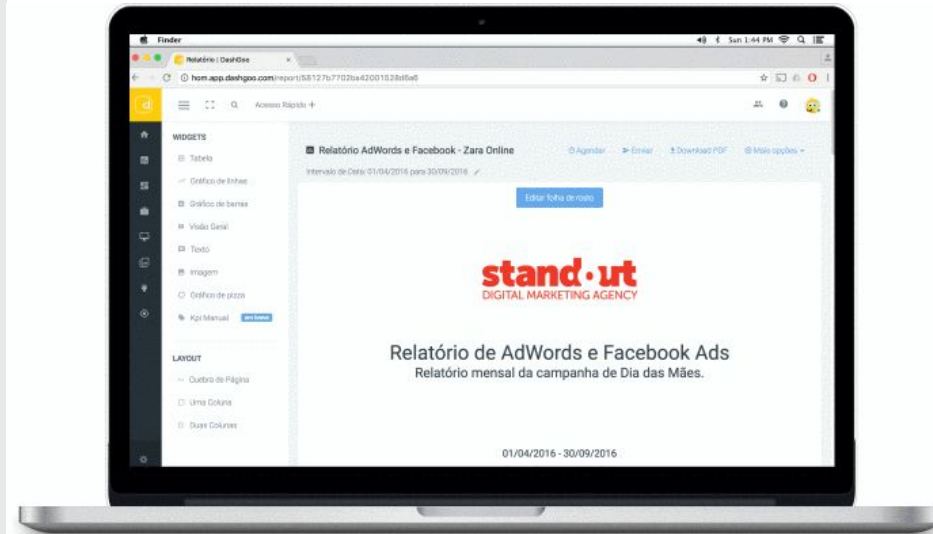 Finder
Sun 1:44 PM
Relatório | DashGoo
hom.app.dashgoo.com/report/58127b7702ba42001528d6a6
Acesso Rápido +
WIDGETS
Tabela
Gráfico de linhas
Gráfico de barras
Visão Geral
Texto
Imagem
Gráfico de pizza
Kpi Manual
LAYOUT
Quebra de Página
Uma Coluna
Duas Colunas
Relatório AdWords e Facebook - Zara Online
Agendar
Enviar
Download PDF
Mais opções
Intervalo de Data: 01/04/2016 para 30/09/2016
Editar folha de rosto
stand·ut
DIGITAL MARKETING AGENCY
Relatório de AdWords e Facebook Ads
Relatório mensal da campanha de Dia das Mães.
01/04/2016 - 30/09/2016